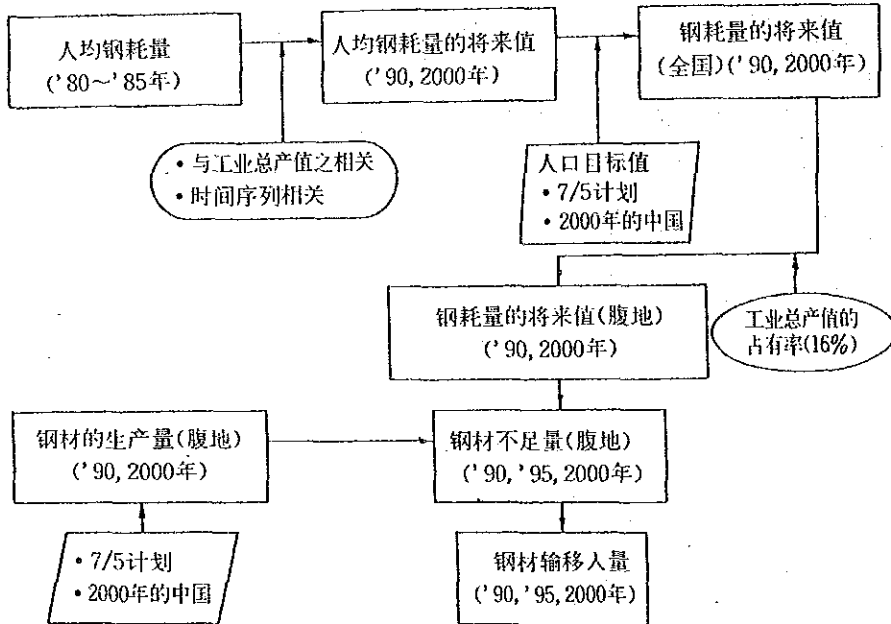 人均钢耗量
('80～'85年)
人均钢耗量的将来值
('90,2000年)
钢耗量的将来值
(全国)('90,2000年)
• 与工业总产值之相关
• 时间序列相关
人口目标值
• 7/5计划
• 2000年的中国
钢耗量的将来值(腹地)
('90,2000年)
工业总产值的
占有率(16%)
钢材的生产量(腹地)
('90,2000年)
钢材不足量(腹地)
('90,'95,2000年)
• 7/5计划
• 2000年的中国
钢材输移入量
('90,'95,2000年)